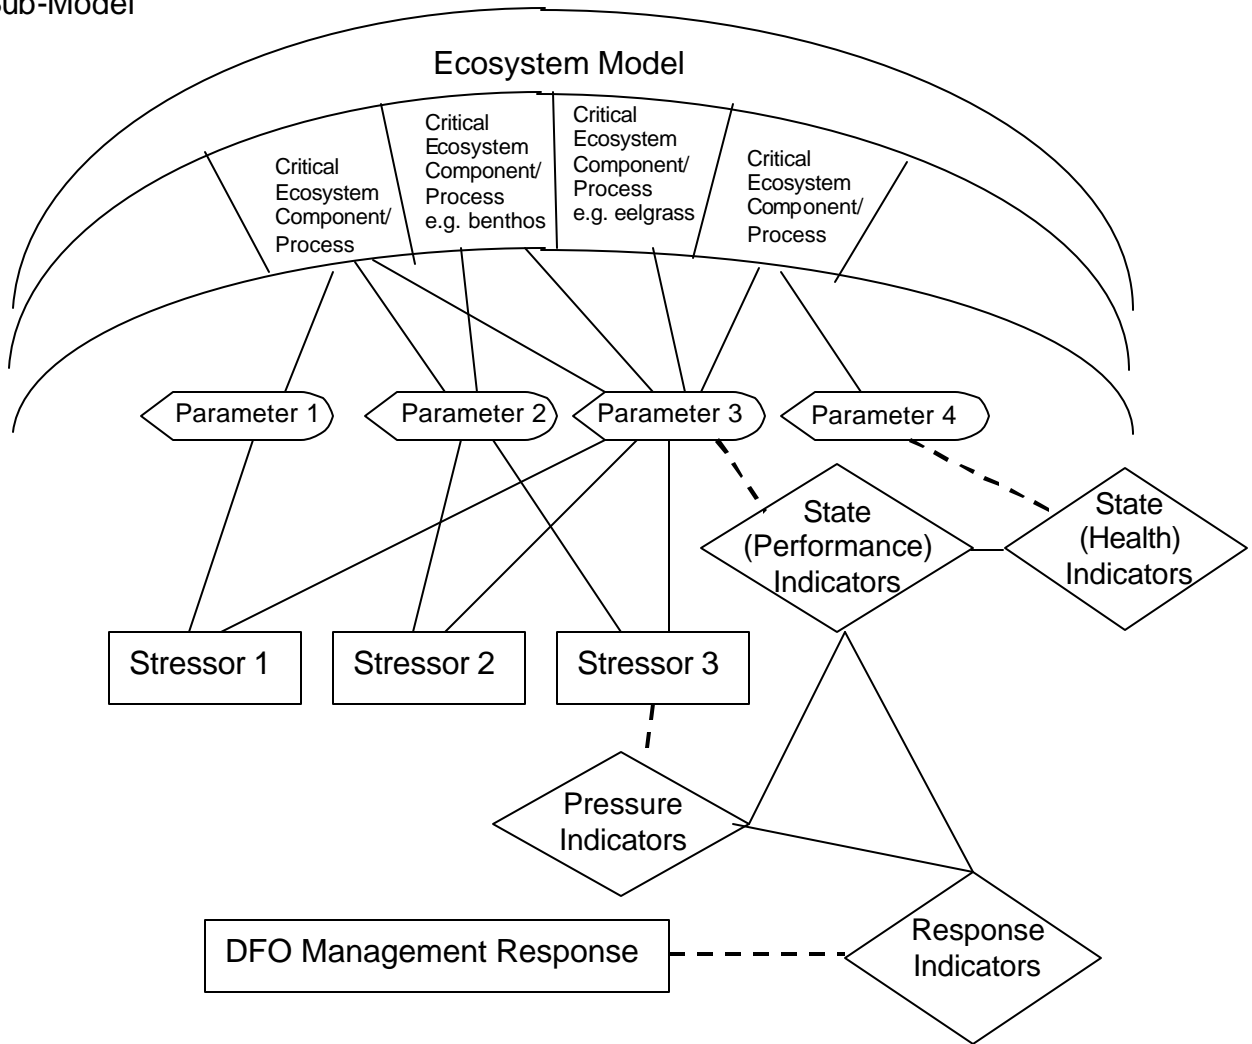 Sub-Model
Ecosystem Model
Critical
Ecosystem
Component/
Process
Critical
Ecosystem
Component/
Process
e.g. benthos
Critical
Ecosystem
Component/
Process
e.g. eelgrass
Critical
Ecosystem
Component/
Process
Parameter 1
Parameter 2
Parameter 3
Parameter 4
State
(Performance)
Indicators
State
(Health)
Indicators
Stressor 1
Stressor 2
Stressor 3
Pressure
Indicators
DFO Management Response
Response
Indicators